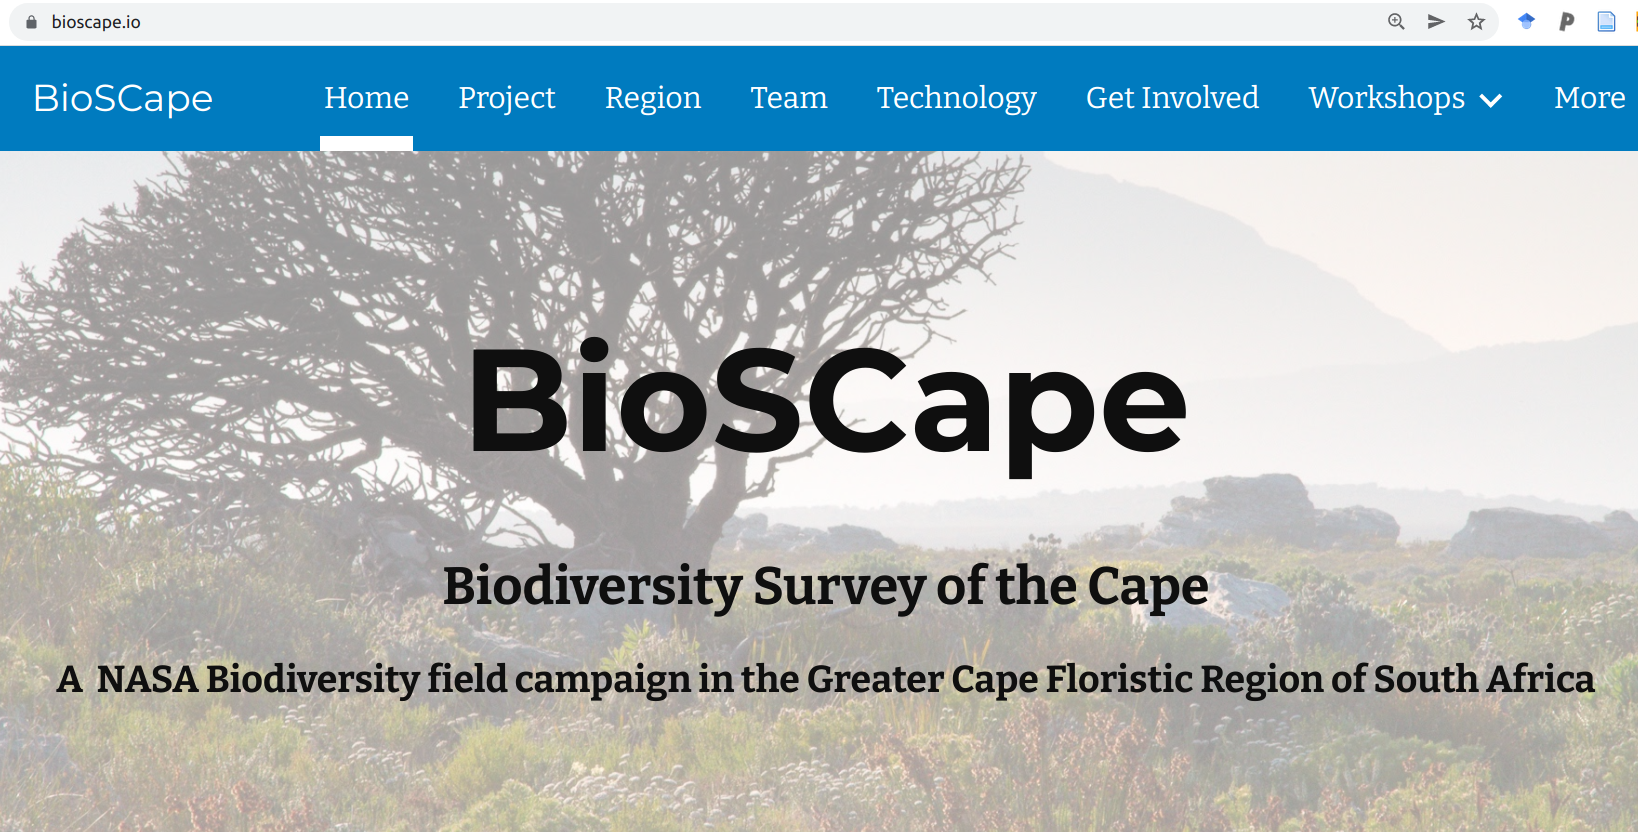 bioscape.io
BioSCape Home Project Region Team Technology Get Involved Workshops More
BioSCape
Biodiversity Survey of the Cape
A NASA Biodiversity field campaign in the Greater Cape Floristic Region of South Africa